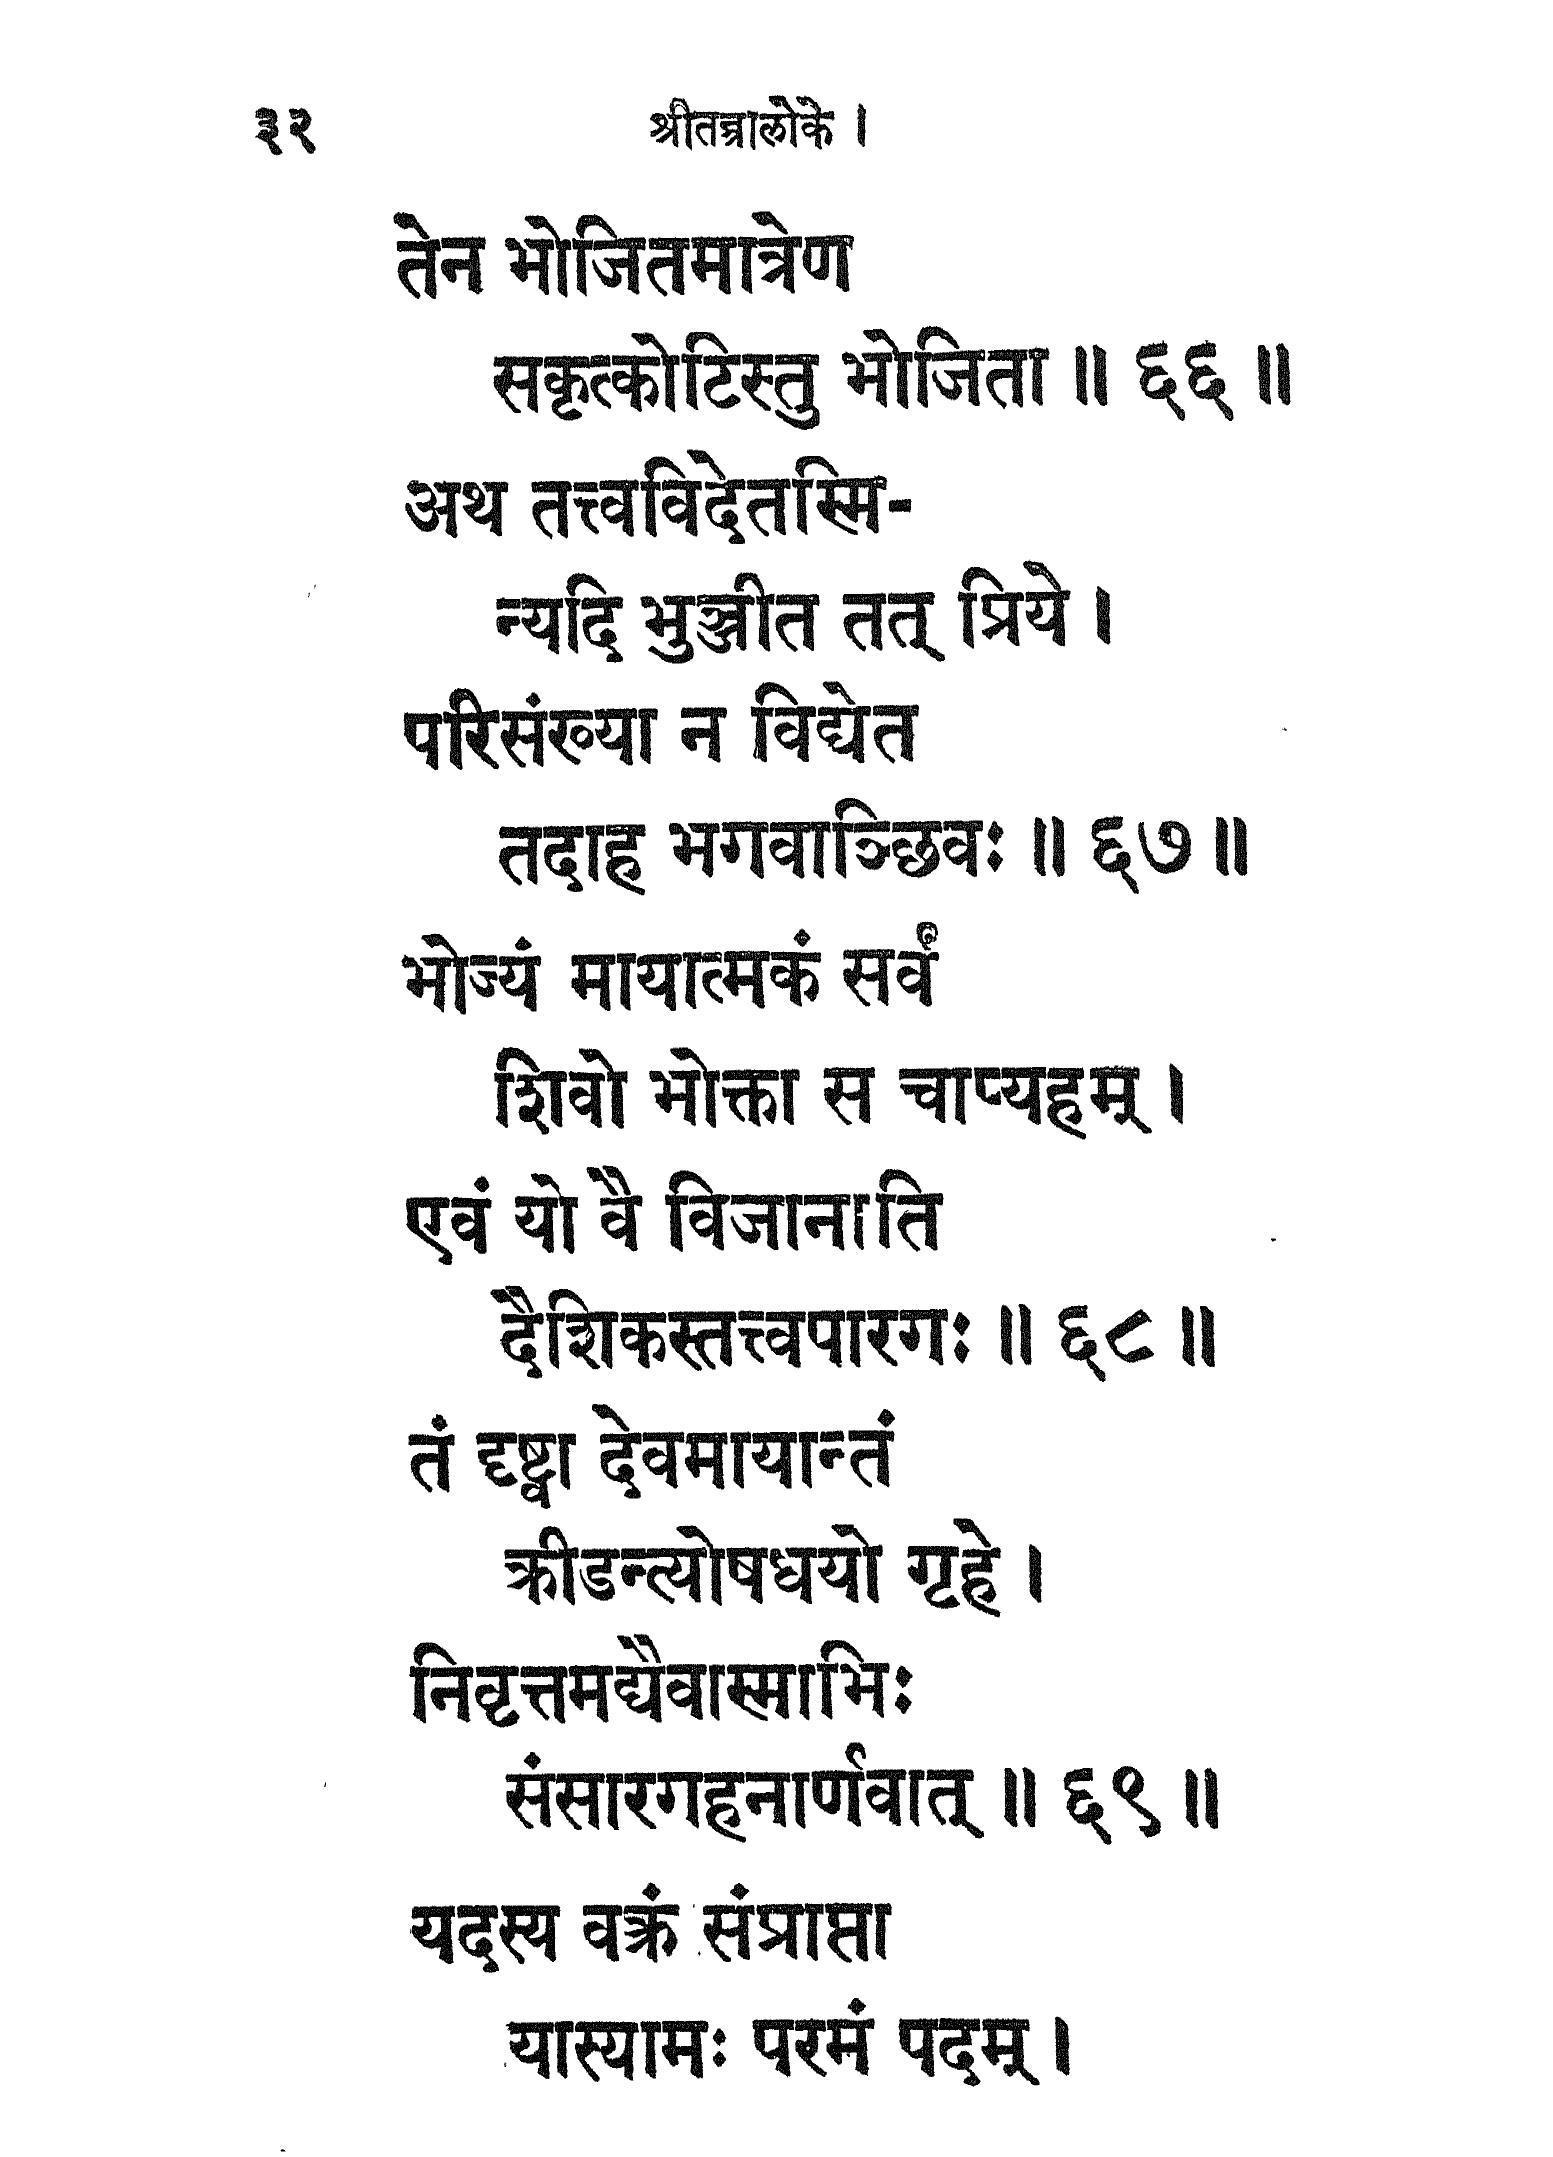 ३२ श्रीतन्त्रालोके ।
तेन भोजितमात्रेण
सकृत्कोटिस्तु भोजिता ॥ ६६ ॥
अथ तत्त्वविदेतस्मि-
न्यदि भुञ्जीत तत् प्रिये ।
परिसंख्या न विद्येत
तदाह भगवाञ्छिवः ॥ ६७ ॥
भोज्यं मायात्मकं सर्वं
शिवो भोक्ता स चाप्यहम् ।
एवं यो वै विजानाति
दैशिकस्तत्त्वपारगः ॥ ६८ ॥
तं दृष्ट्वा देवमायान्तं
क्रीडन्त्योषधयो गृहे ।
निवृत्तमद्यैवास्माभिः
संसारगहनार्णवात् ॥ ६९ ॥
यदस्य वक्रं संप्राप्ता
यास्यामः परमं पदम् ।